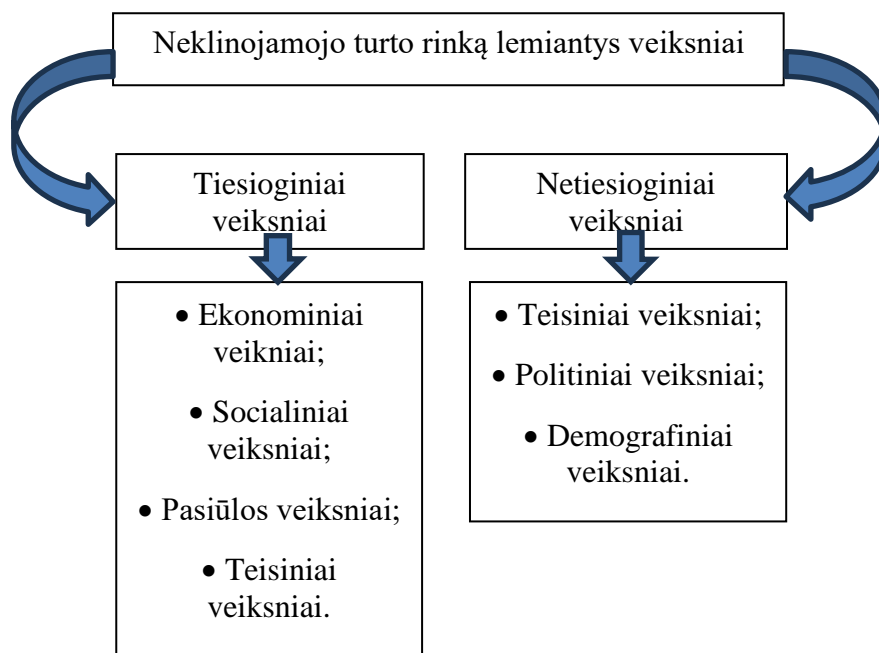 Neklinojamojo turto rinką lemiantys veiksniai
Tiesioginiai
veiksniai
Netiesioginiai
veiksniai
• Ekonominiai
veikniai;
• Socialiniai
veiksniai;
• Pasiūlos veiksniai;
• Teisiniai
veiksniai.
• Teisiniai veiksniai;
• Politiniai veiksniai;
• Demografiniai
veiksniai.